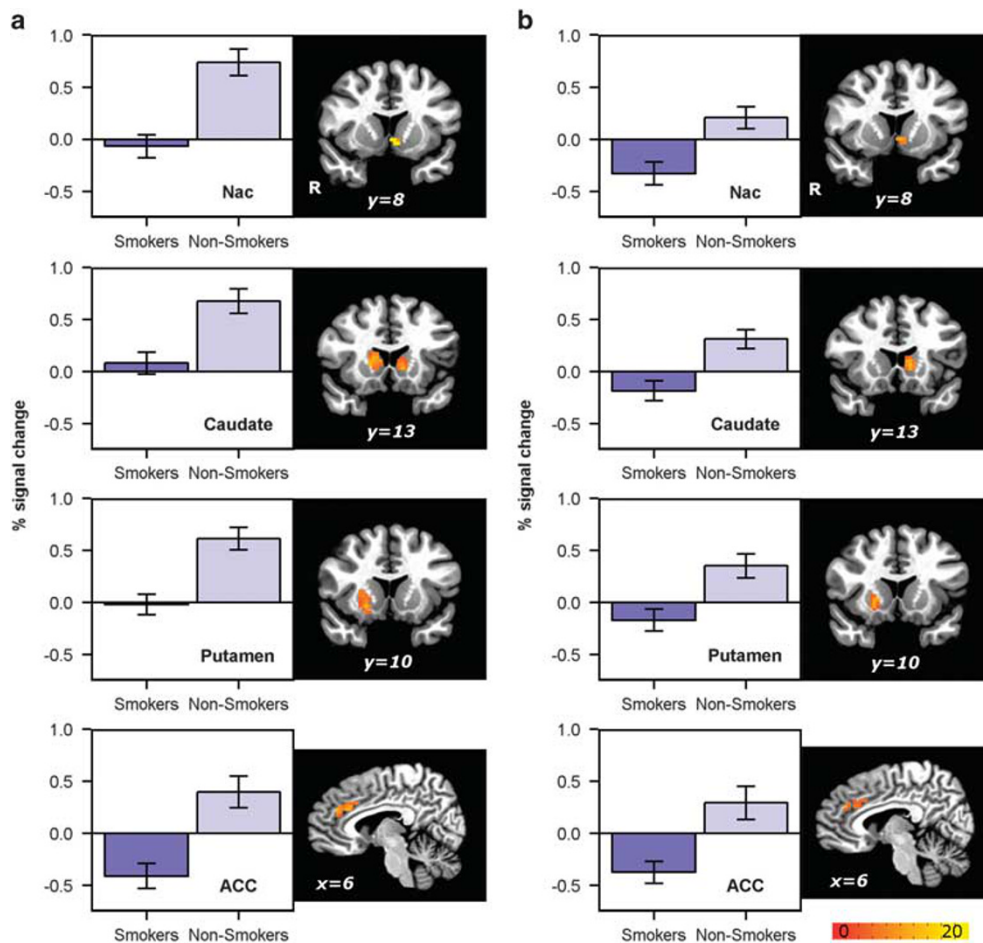 a
b
% signal change
1.0
0.5
0.0
-0.5
Nac
Smokers Non-Smokers
R
y=8
1.0
0.5
0.0
-0.5
Caudate
Smokers Non-Smokers
y=13
1.0
0.5
0.0
-0.5
Putamen
Smokers Non-Smokers
y=10
1.0
0.5
0.0
-0.5
ACC
Smokers Non-Smokers
x=6
% signal change
1.0
0.5
0.0
-0.5
Nac
Smokers Non-Smokers
R
y=8
1.0
0.5
0.0
-0.5
Caudate
Smokers Non-Smokers
y=13
1.0
0.5
0.0
-0.5
Putamen
Smokers Non-Smokers
y=10
1.0
0.5
0.0
-0.5
ACC
Smokers Non-Smokers
x=6
0 20